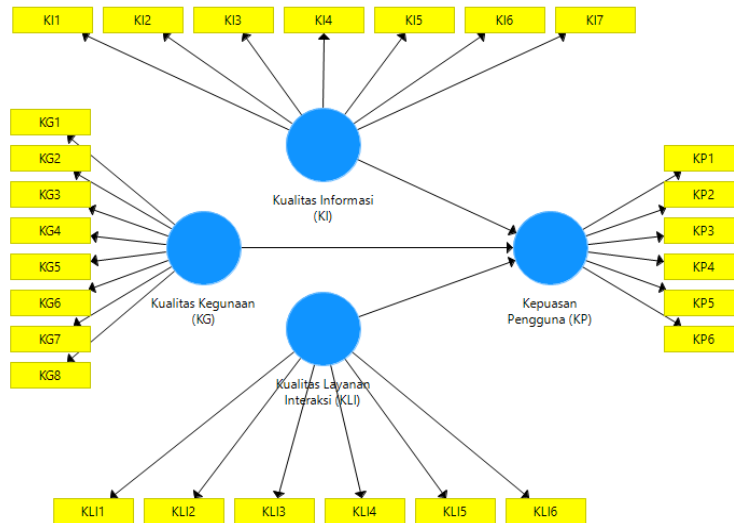 KI1 KI2 KI3 KI4 KI5 KI6 KI7
KG1
KG2
KG3
KG4
KG5
KG6
KG7
KG8
Kualitas Informasi
(KI)
Kualitas Kegunaan
(KG)
Kualitas Layanan
Interaksi (KLI)
Kepuasan
Pengguna (KP)
KP1
KP2
KP3
KP4
KP5
KP6
KLI1 KLI2 KLI3 KLI4 KLI5 KLI6